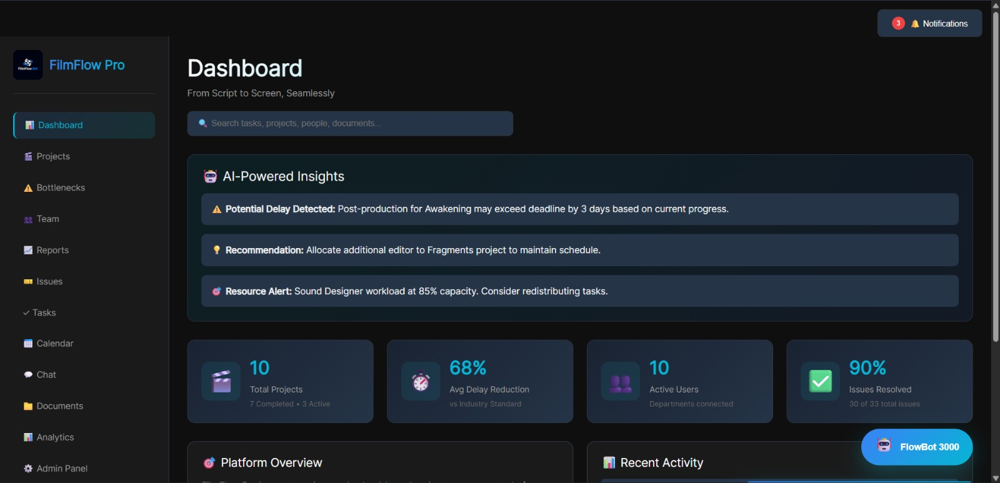 3 Notifications
FilmFlow Pro
Dashboard
From Script to Screen, Seamlessly
Search tasks, projects, people, documents...
Dashboard
Projects
Bottlenecks
Team
Reports
Issues
Tasks
Calendar
Chat
Documents
Analytics
Admin Panel
AI-Powered Insights
Potential Delay Detected: Post-production for Awakening may exceed deadline by 3 days based on current progress.
Recommendation: Allocate additional editor to Fragments project to maintain schedule.
Resource Alert: Sound Designer workload at 85% capacity. Consider redistributing tasks.
10
Total Projects
7 Completed • 3 Active
68%
Avg Delay Reduction
vs Industry Standard
10
Active Users
Departments connected
90%
Issues Resolved
30 of 33 total issues
FlowBot 3000
Platform Overview
Recent Activity